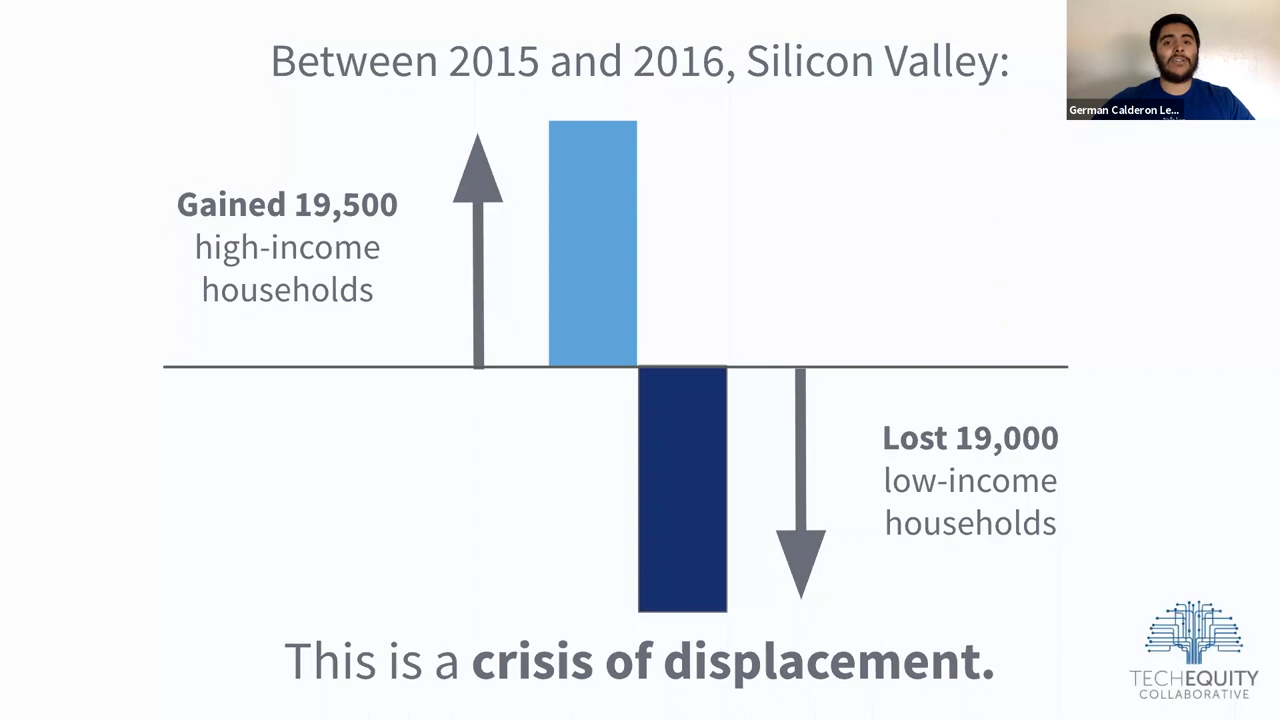 Between 2015 and 2016, Silicon Valley:
German Calderon Le...
Gained 19,500
high-income
households
Lost 19,000
low-income
households
This is a crisis of displacement.
TECHEQUITY
COLLABORATIVE